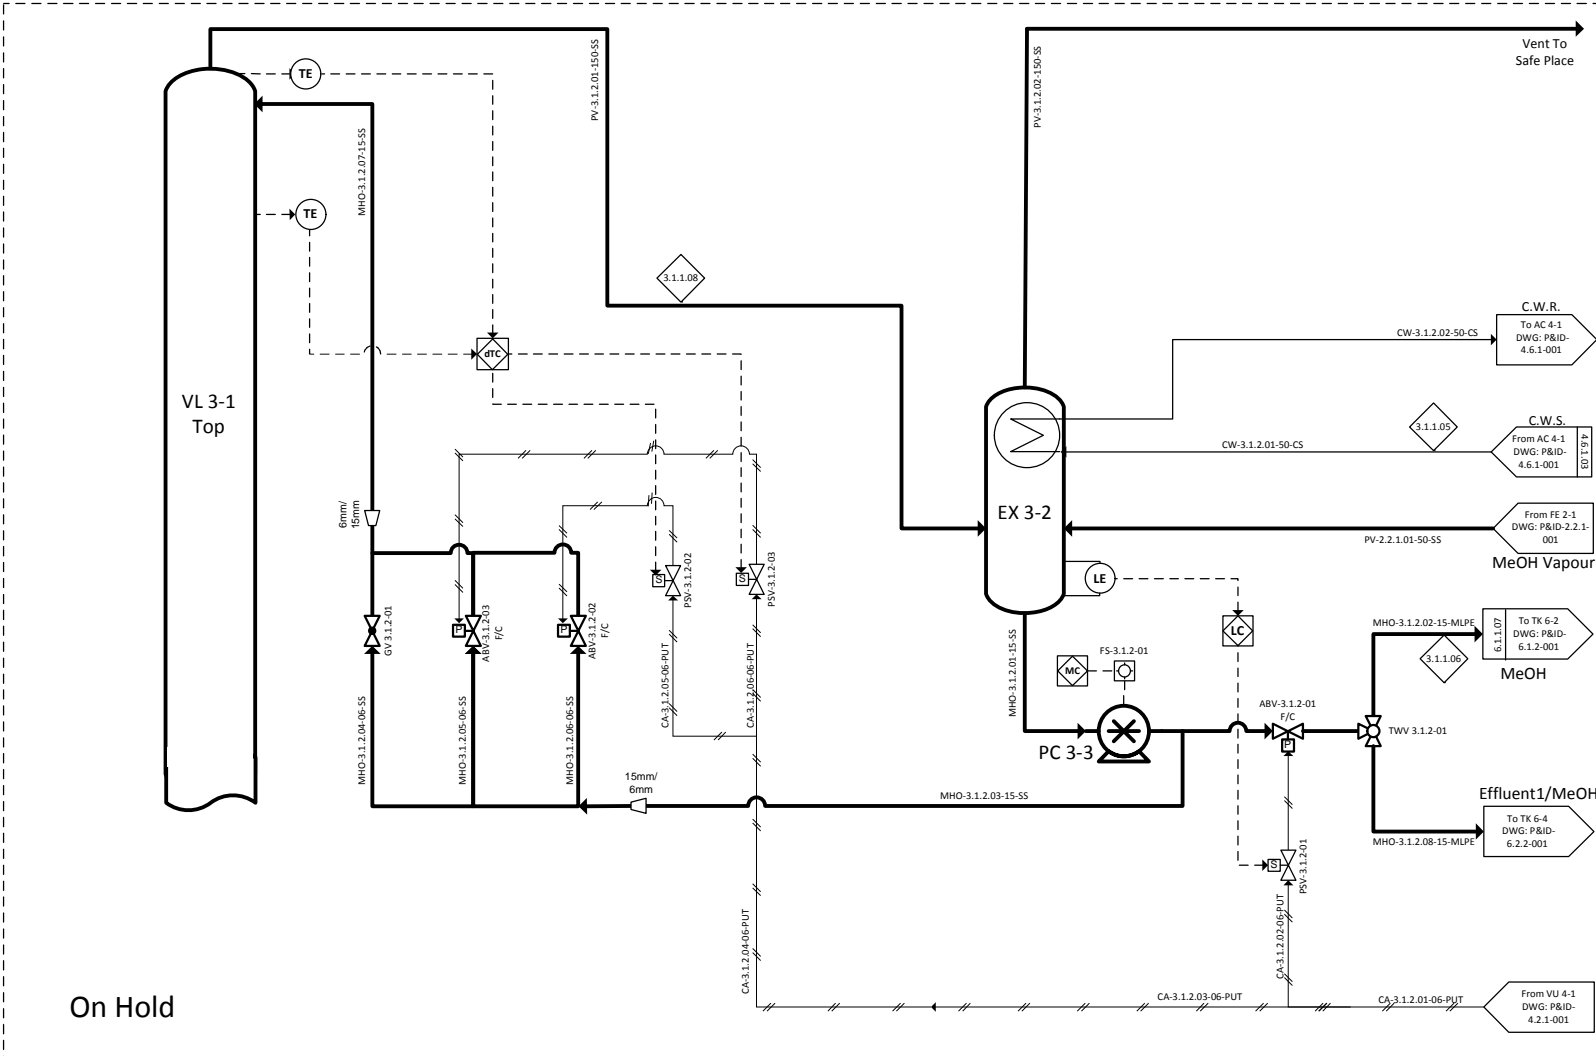 Vent To
Safe Place
TE
TE
PV-3.1.2.01-150-SS
PV-3.1.2.02-150-SS
MHO-3.1.2.07-15-SS
3.1.1.08
C.W.R.
To AC 4-1
DWG: P&ID-
4.6.1-001
CW-3.1.2.02-50-CS
dTC
VL 3-1
Top
3.1.1.05
C.W.S.
From AC 4-1
DWG: P&ID-
4.6.1-001
4.6.1.03
CW-3.1.2.01-50-CS
6mm/
15mm
EX 3-2
From FE 2-1
DWG: P&ID-2.2.1-
001
PV-2.2.1.01-50-SS
MeOH Vapour
S
PSV-3.1.2-02
S
PSV-3.1.2-03
LE
GV 3.1.2-01
P
ABV-3.1.2-03
F/C
P
ABV-3.1.2-02
F/C
LC
MHO-3.1.2.02-15-MLPE
6.1.1.07
To TK 6-2
DWG: P&ID-
6.1.2-001
3.1.1.06
MeOH
MHO-3.1.2.01-15-SS
FS-3.1.2-01
MC
CA-3.1.2.05-06-PUT
CA-3.1.2.06-06-PUT
ABV-3.1.2-01
F/C
P
TWV 3.1.2-01
PC 3-3
MHO-3.1.2.04-06-SS
MHO-3.1.2.05-06-SS
MHO-3.1.2.06-06-SS
15mm/
6mm
MHO-3.1.2.03-15-SS
Effluent1/MeOH
To TK 6-4
DWG: P&ID-
6.2.2-001
MHO-3.1.2.08-15-MLPE
S
PSV-3.1.2-01
CA-3.1.2.04-06-PUT
CA-3.1.2.02-06-PUT
On Hold
CA-3.1.2.03-06-PUT
CA-3.1.2.01-06-PUT
From VU 4-1
DWG: P&ID-
4.2.1-001